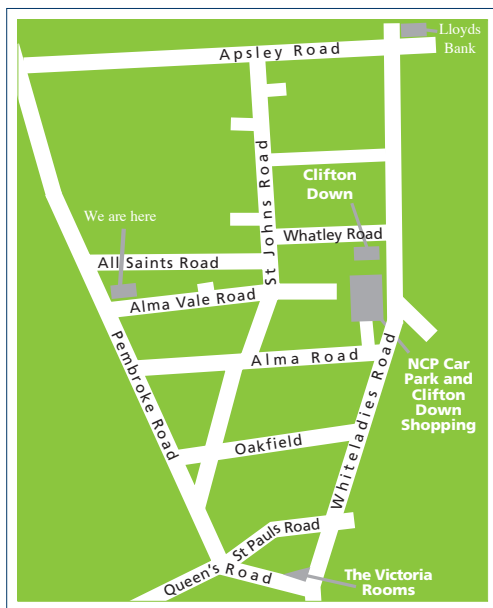 Lloyds
Bank
Apsley Road
St Johns Road
Clifton
Down
We are here
Whatley Road
All Saints Road
Alma Vale Road
Pembroke Road
Alma Road
Whiteladies Road
NCP Car
Park and
Clifton
Down
Shopping
Oakfield
St Pauls Road
Queen's Road
The Victoria
Rooms